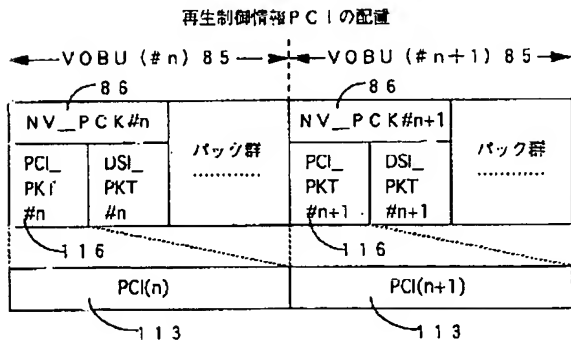 再生制御情報PCIの配置
VOBU (#n) 85 VOBU (#n+1) 85
86 86
NV_PCK#n NV_PCK#n+1
パック群 パック群
PCI_ DSI_ PCI_ DSI_
PKT PKT PKT PKT
#n #n #n+1 #n+1
116 116
PCI(n) PCI(n+1)
113 113